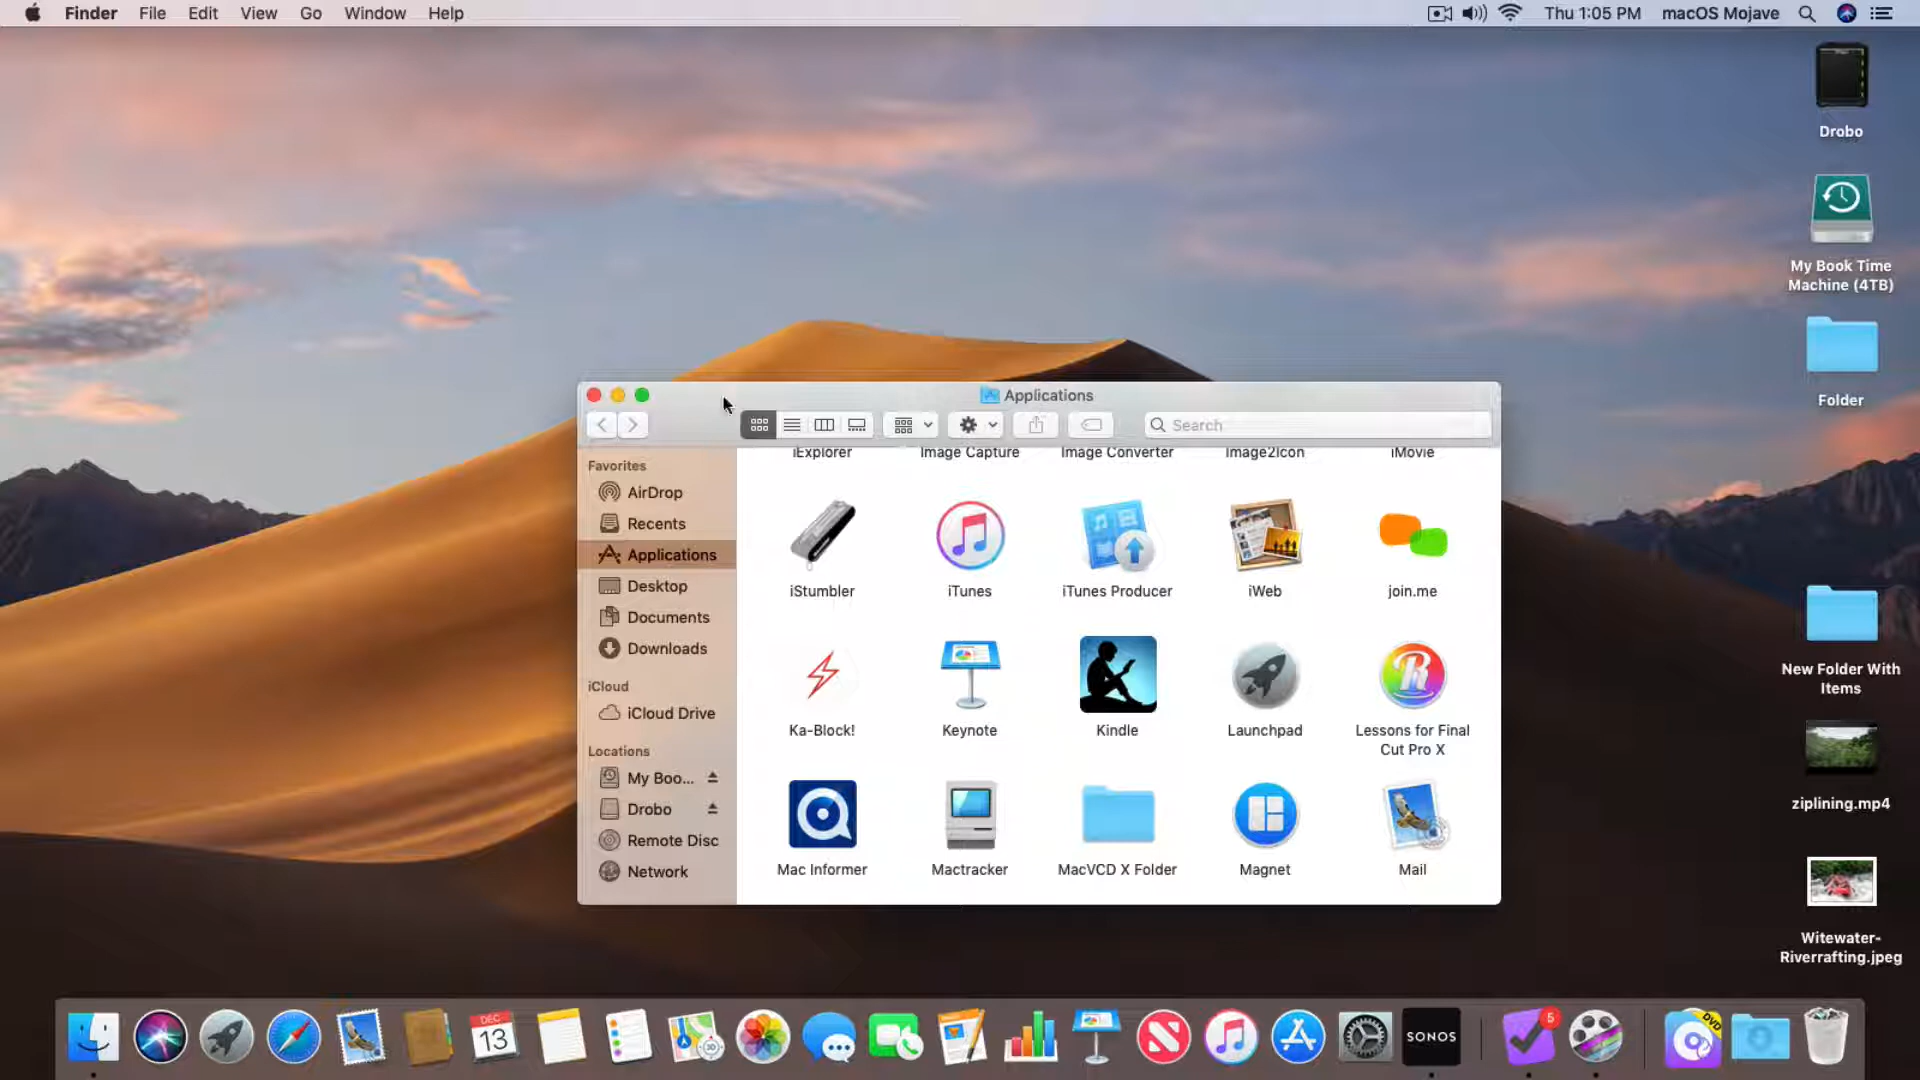 Finder File Edit View Go Window Help
Thu 1:05 PM macOS Mojave
Drobo
My Book Time
Machine (4TB)
Folder
New Folder With
Items
ziplining.mp4
Witewater-
Riverrafting.jpeg
Applications
Search
Favorites
AirDrop
Recents
Applications
Desktop
Documents
Downloads
iCloud
iCloud Drive
Locations
My Boo...
Drobo
Remote Disc
Network
iExplorer Image Capture Image Converter Image2Icon iMovie
iStumbler iTunes iTunes Producer iWeb join.me
Ka-Block! Keynote Kindle Launchpad Lessons for Final
Cut Pro X
Mac Informer Mactracker MacVCD X Folder Magnet Mail
DEC
13
SONOS
5
DVD